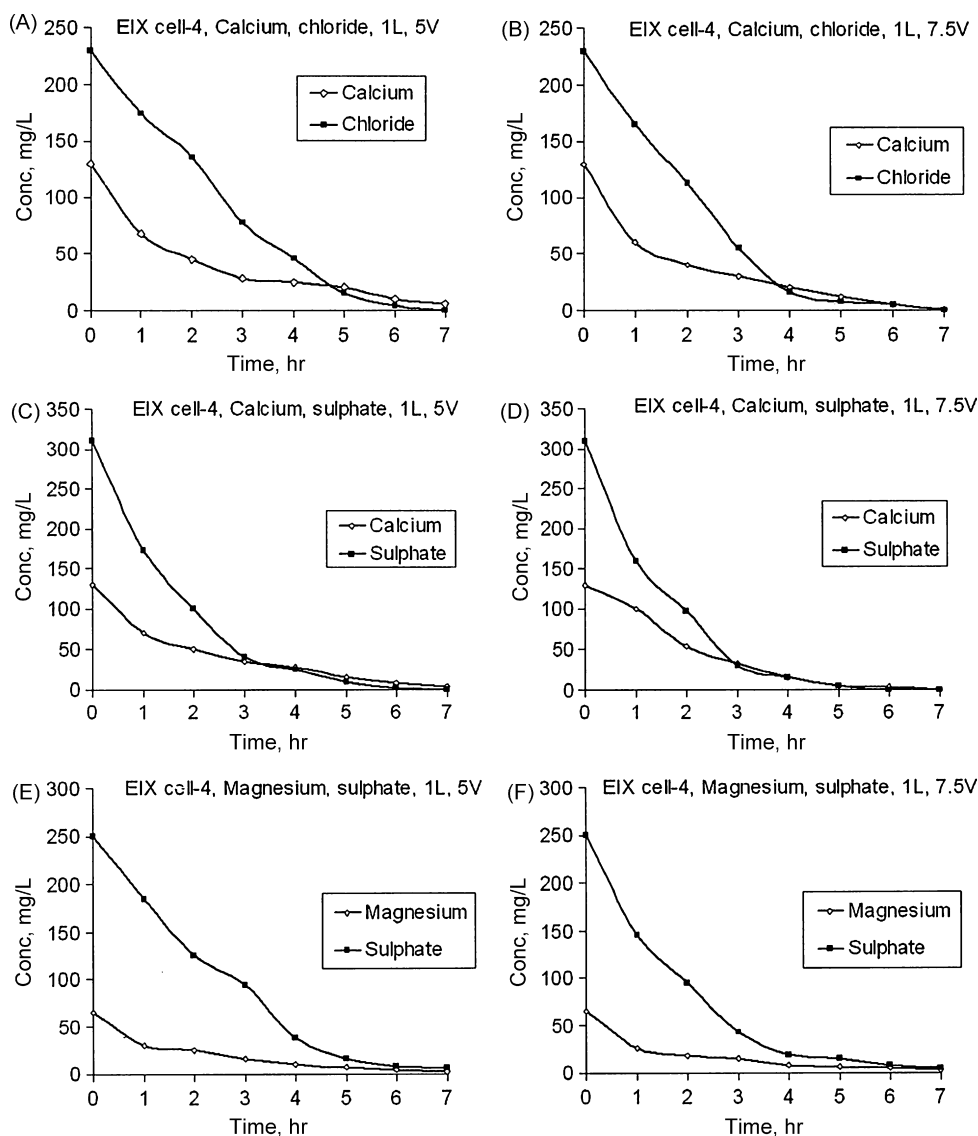 (A) EIX cell-4, Calcium, chloride, 1L, 5V
250
200
150
100
50
0
Conc, mg/L
Calcium
Chloride
0 1 2 3 4 5 6 7
Time, hr
(B) EIX cell-4, Calcium, chloride, 1L, 7.5V
250
200
150
100
50
0
Conc, mg/L
Calcium
Chloride
0 1 2 3 4 5 6 7
Time, hr
(C) EIX cell-4, Calcium, sulphate, 1L, 5V
350
300
250
200
150
100
50
0
Conc, mg/L
Calcium
Sulphate
0 1 2 3 4 5 6 7
Time, hr
(D) EIX cell-4, Calcium, sulphate, 1L, 7.5V
350
300
250
200
150
100
50
0
Conc, mg/L
Calcium
Sulphate
0 1 2 3 4 5 6 7
Time, hr
(E) EIX cell-4, Magnesium, sulphate, 1L, 5V
300
250
200
150
100
50
0
Conc, mg/L
Magnesium
Sulphate
0 1 2 3 4 5 6 7
Time, hr
(F) EIX cell-4, Magnesium, sulphate, 1L, 7.5V
300
250
200
150
100
50
0
Conc, mg/L
Magnesium
Sulphate
0 1 2 3 4 5 6 7
Time, hr